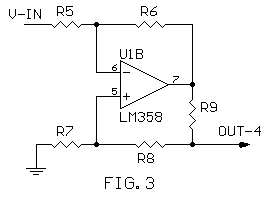 V-IN R5 R6
U1B
6 −
7
5 +
R9
LM358
OUT-4
R7
R8
FIG.3